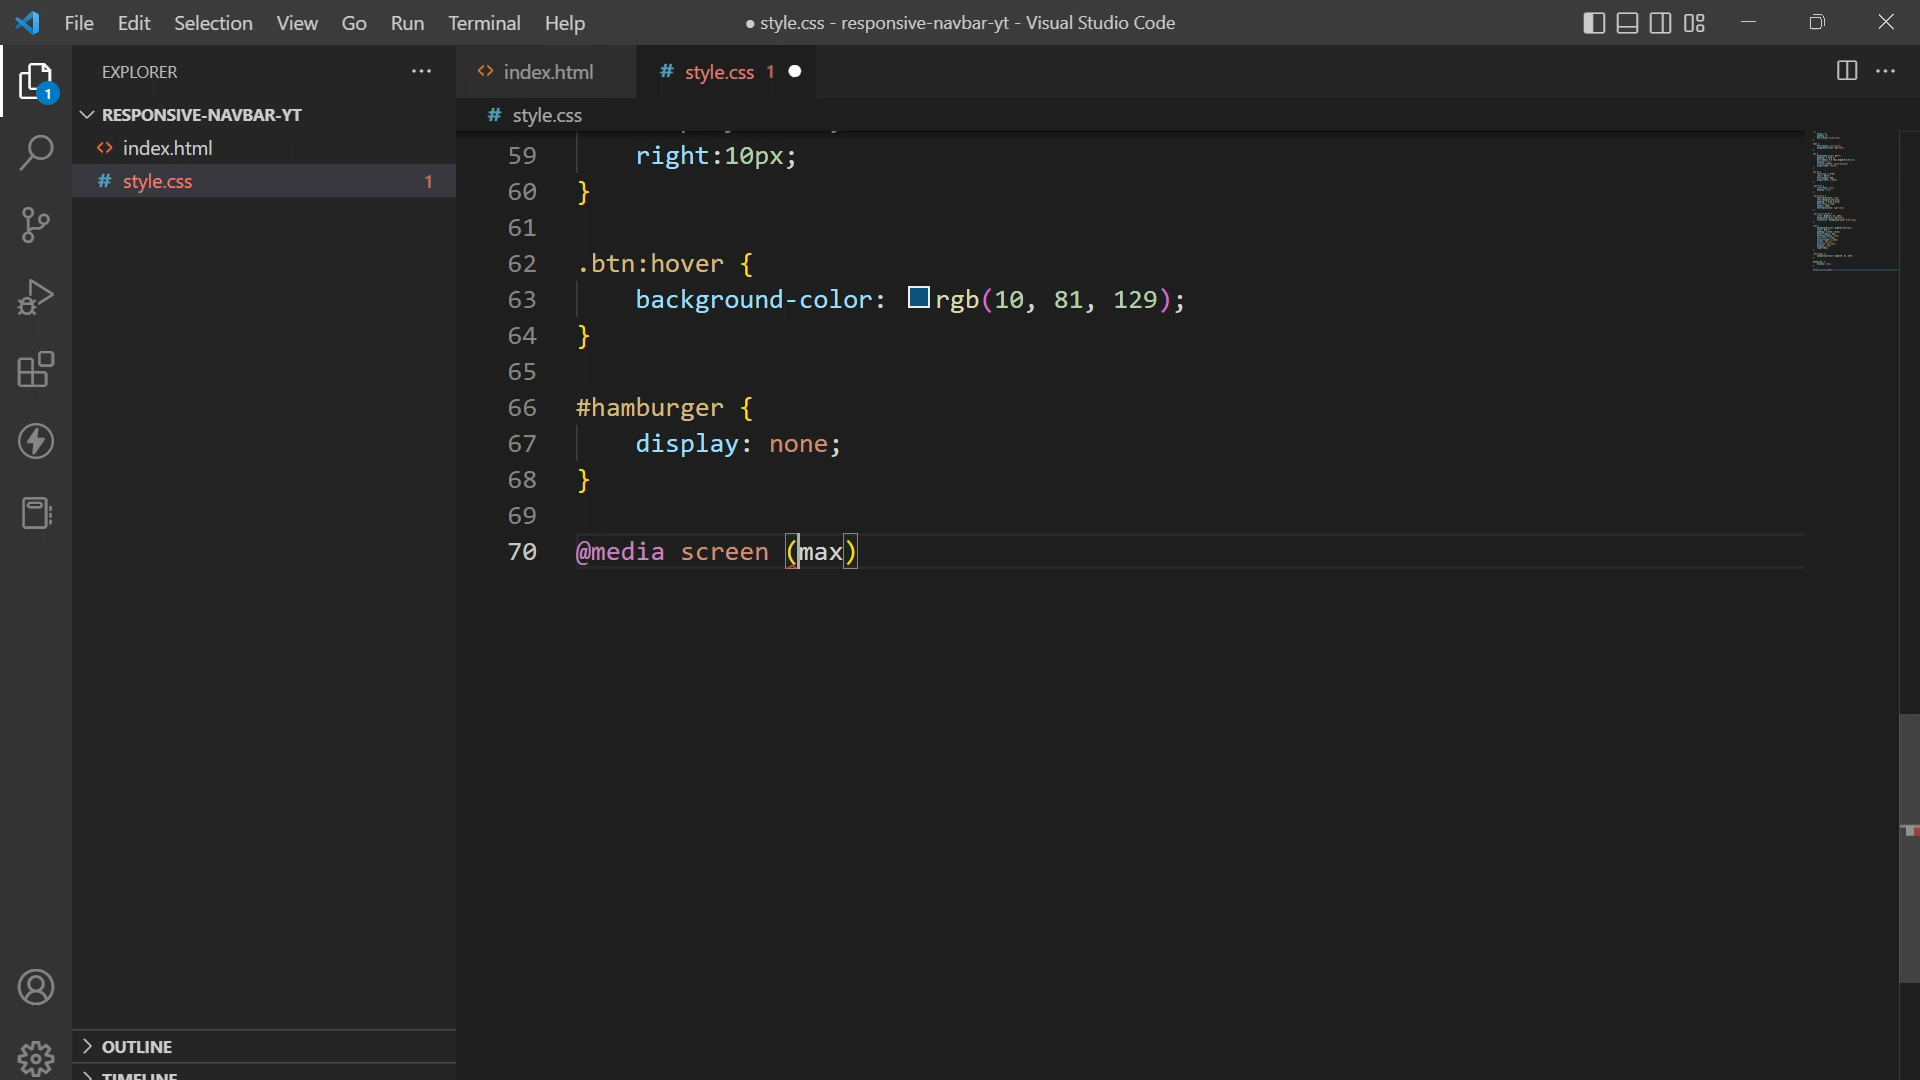 File Edit Selection View Go Run Terminal Help
● style.css - responsive-navbar-yt - Visual Studio Code
EXPLORER
1
RESPONSIVE-NAVBAR-YT
index.html
# style.css 1
index.html
# style.css 1
# style.css
59 right:10px;
60 }
61
62 .btn:hover {
63 background-color: rgb(10, 81, 129);
64 }
65
66 #hamburger {
67 display: none;
68 }
69
70 @media screen (max)
OUTLINE
TIMELINE